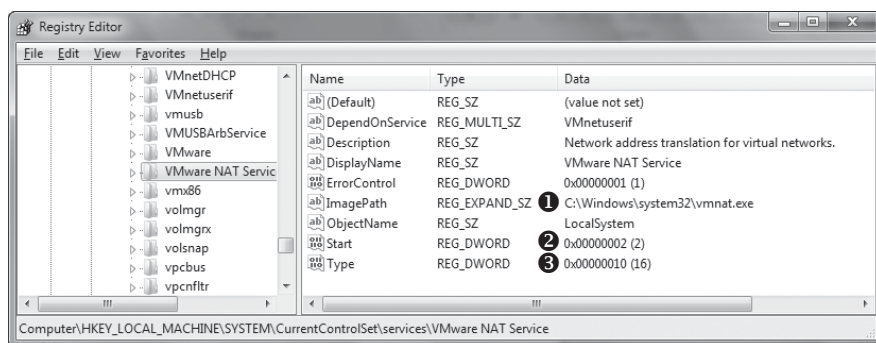 Registry Editor
File Edit View Favorites Help
VMnetDHCP
VMnetuserif
vmusb
VMUSBArbService
VMware
VMware NAT Servic
vmx86
volmgr
volmgrx
volsnap
vpcbus
vpcnfltr
Name Type Data
(Default) REG_SZ (value not set)
DependOnService REG_MULTI_SZ VMnetuserif
Description REG_SZ Network address translation for virtual networks.
DisplayName REG_SZ VMware NAT Service
ErrorControl REG_DWORD 0x00000001 (1)
ImagePath REG_EXPAND_SZ ❶ C:\Windows\system32\vmnat.exe
ObjectName REG_SZ LocalSystem
Start REG_DWORD ❷ 0x00000002 (2)
Type REG_DWORD ❸ 0x00000010 (16)
Computer\HKEY_LOCAL_MACHINE\SYSTEM\CurrentControlSet\services\VMware NAT Service